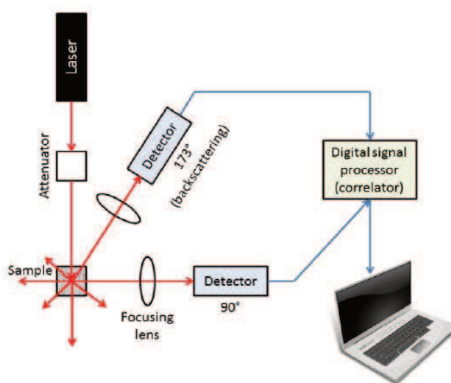 Laser
Attenuator
Detector
173°
(backscattering)
Digital signal
processor
(correlator)
Sample
Detector
90°
Focusing
lens